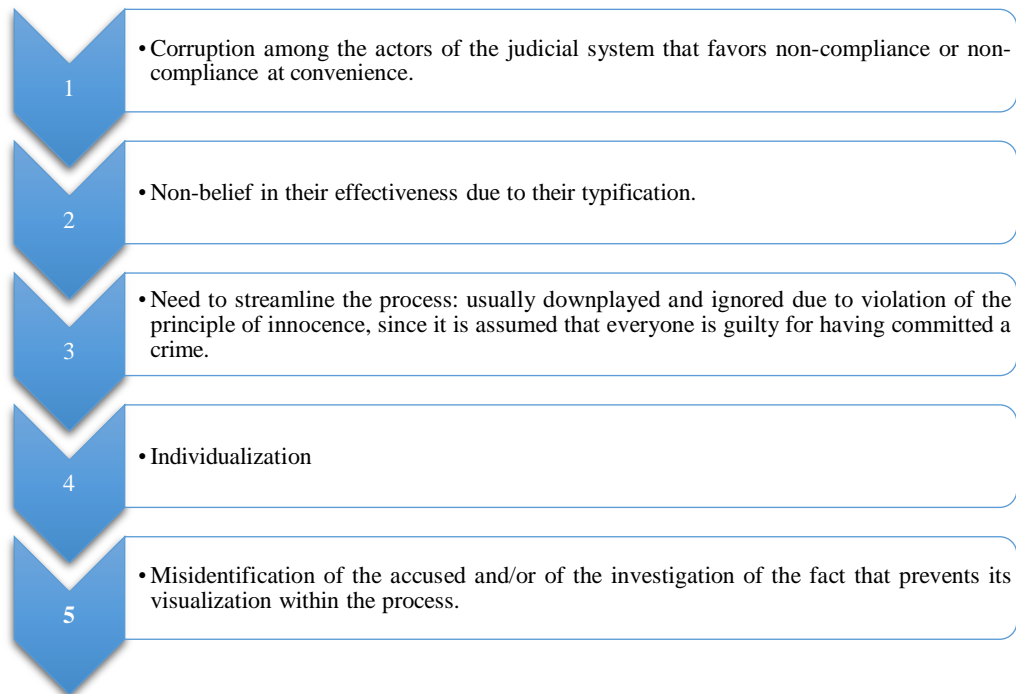 1
• Corruption among the actors of the judicial system that favors non-compliance or non-
compliance at convenience.
2
• Non-belief in their effectiveness due to their typification.
3
• Need to streamline the process: usually downplayed and ignored due to violation of the
principle of innocence, since it is assumed that everyone is guilty for having committed a
crime.
4
• Individualization
5
• Misidentification of the accused and/or of the investigation of the fact that prevents its
visualization within the process.